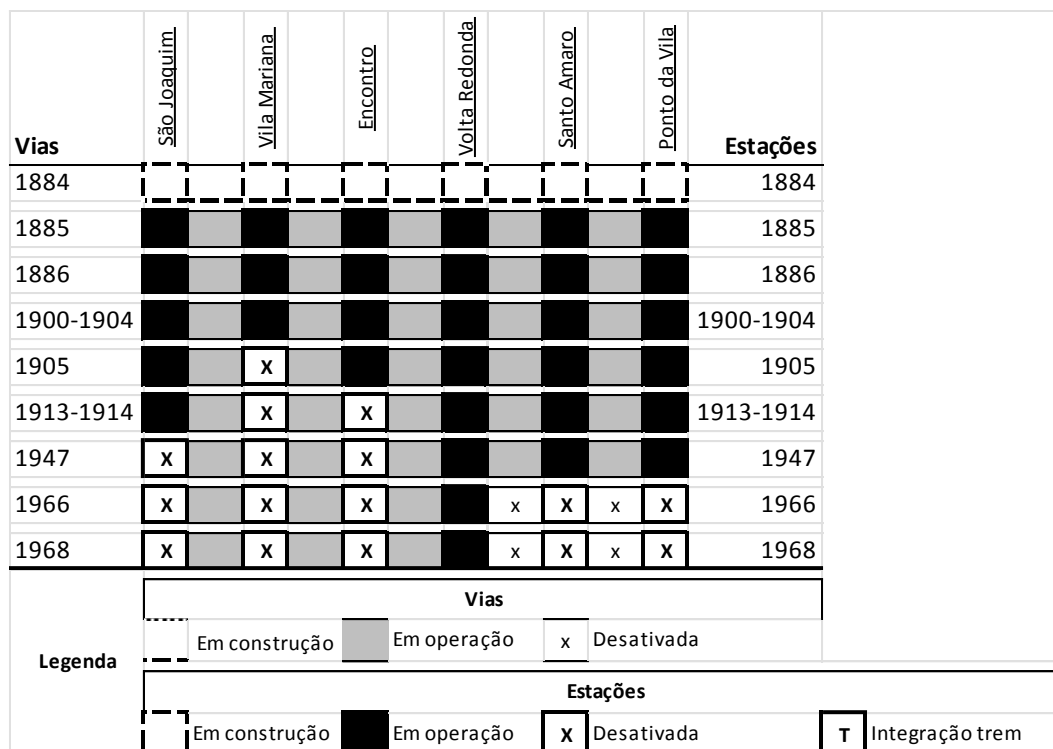 São Joaquim
Vila Mariana
Encontro
Volta Redonda
Santo Amaro
Ponto da Vila
Vias Estações
1884 1884
1885 1885
1886 1886
1900-1904 1900-1904
1905 X 1905
1913-1914 X X 1913-1914
1947 X X X 1947
1966 X X X x X x X 1966
1968 X X X x X x X 1968
Vias
Em construção Em operação x Desativada
Legenda
Estações
Em construção Em operação X Desativada T Integração trem